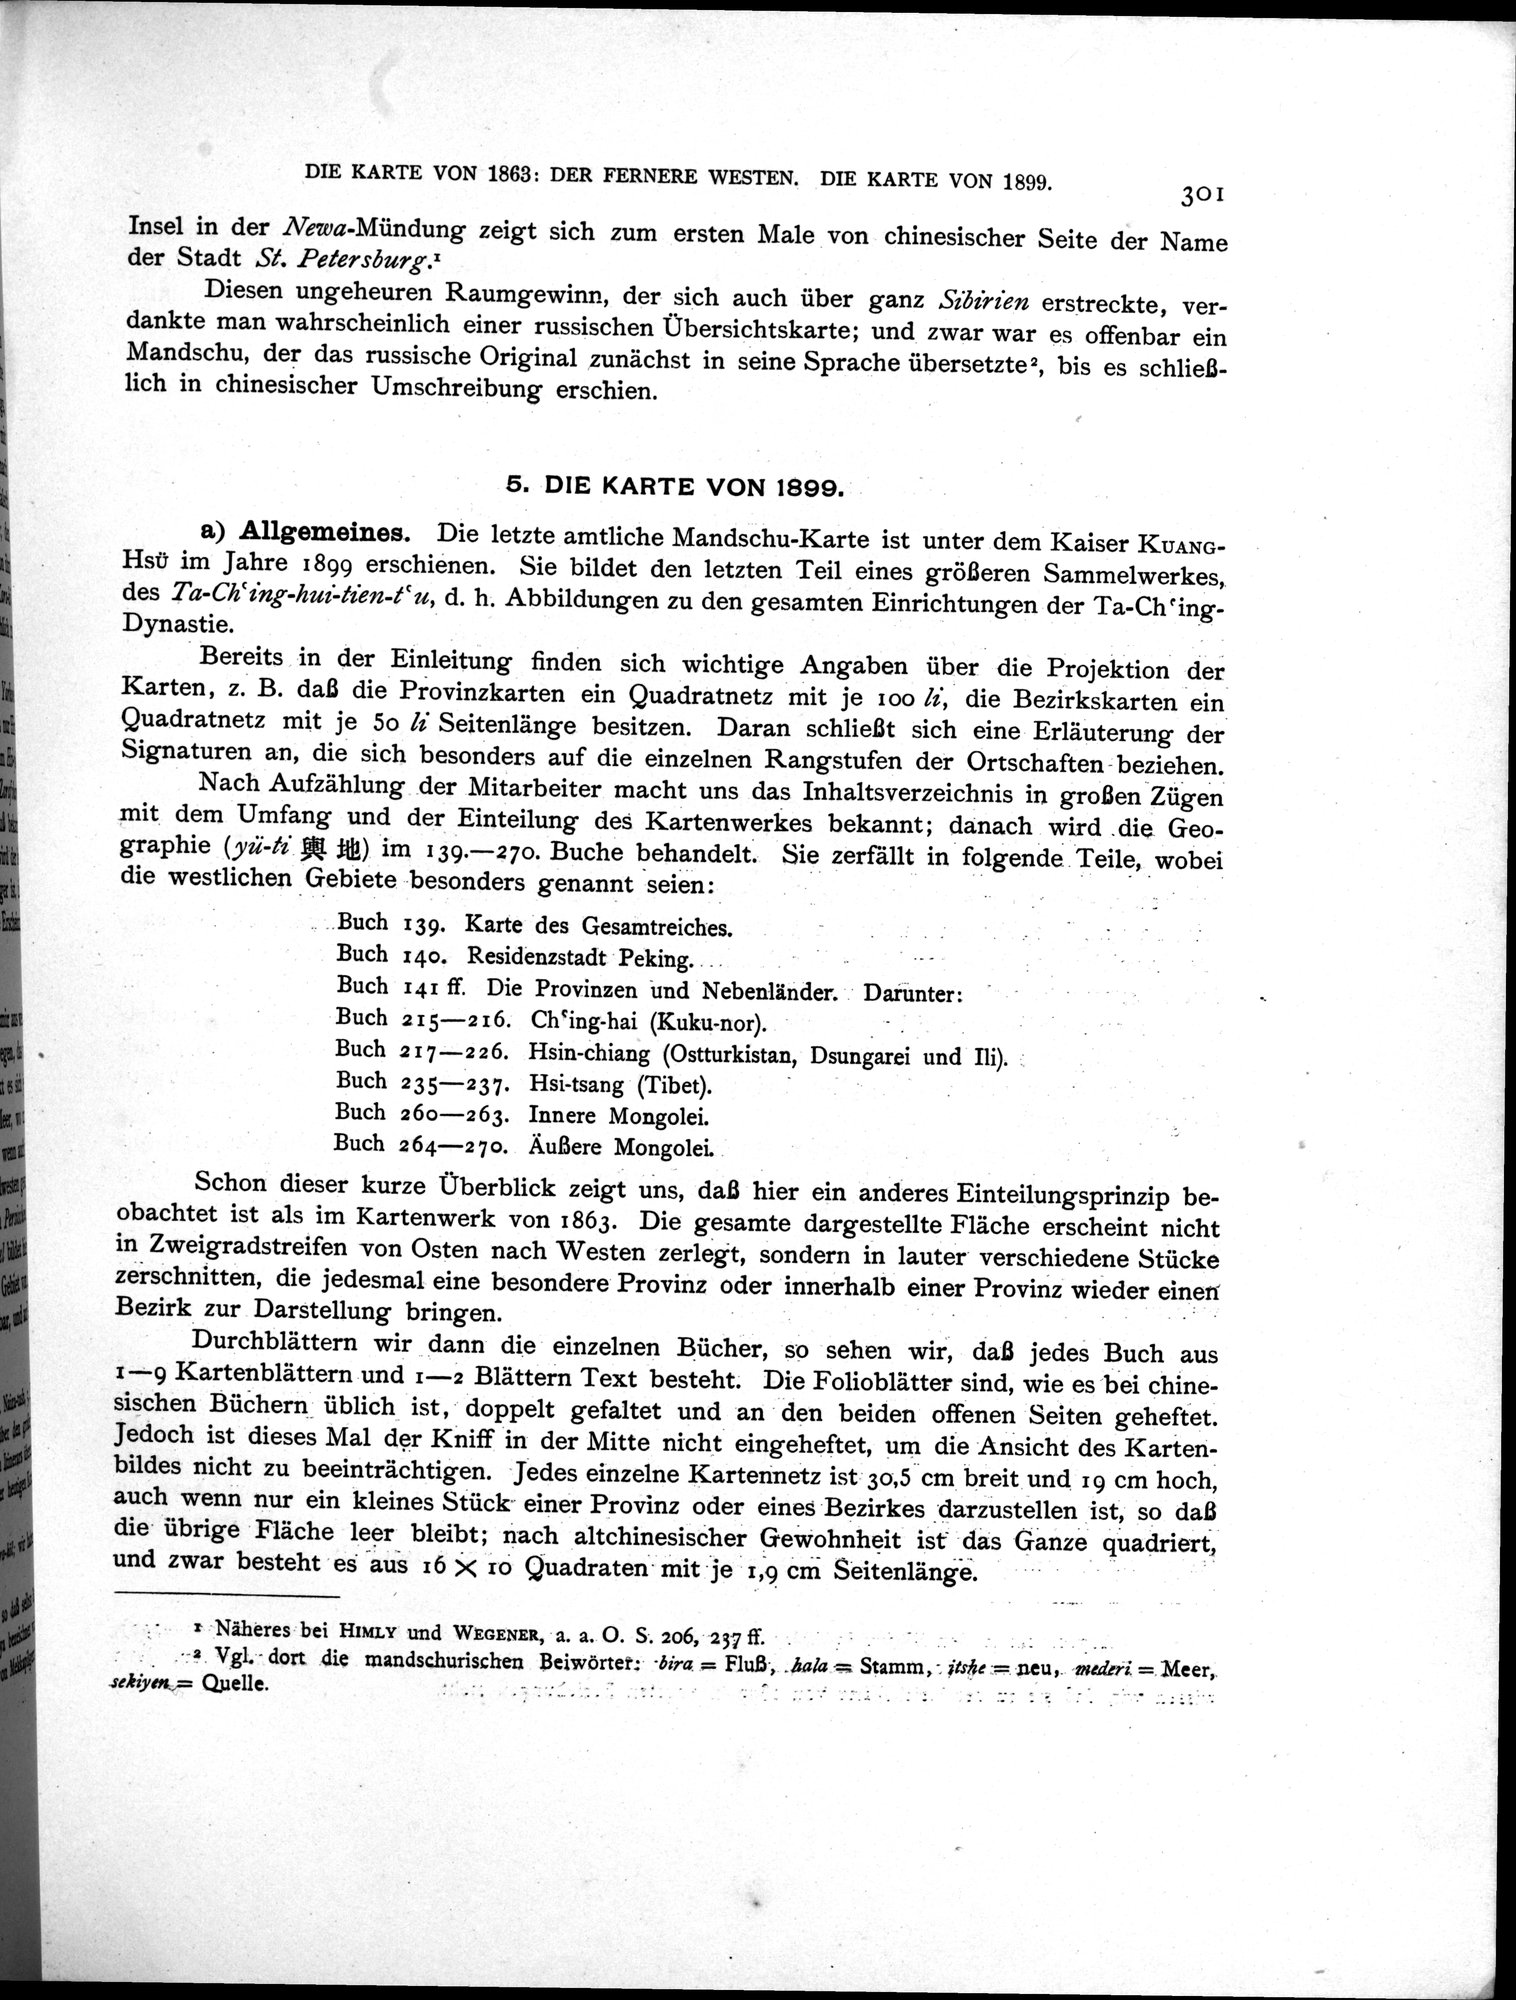 DIE KARTE VON 1863: DER FERNERE WESTEN. DIE KARTE VON 1899.
301
Insel in der Newa-Mündung zeigt sich zum ersten Male von chinesischer Seite der Name
der Stadt St. Petersburg.¹
Diesen ungeheuren Raumgewinn, der sich auch über ganz Sibirien erstreckte, ver-
dankte man wahrscheinlich einer russischen Übersichtskarte; und zwar war es offenbar ein
Mandschu, der das russische Original zunächst in seine Sprache übersetzte², bis es schließ-
lich in chinesischer Umschreibung erschien.
5. DIE KARTE VON 1899.
a) Allgemeines. Die letzte amtliche Mandschu-Karte ist unter dem Kaiser KUANG-
HSÜ im Jahre 1899 erschienen. Sie bildet den letzten Teil eines größeren Sammelwerkes,
des Ta-Chʻing-hui-tien-tʻu, d. h. Abbildungen zu den gesamten Einrichtungen der Ta-Chʻing-
Dynastie.
Bereits in der Einleitung finden sich wichtige Angaben über die Projektion der
Karten, z. B. daß die Provinzkarten ein Quadratnetz mit je 100 li, die Bezirkskarten ein
Quadratnetz mit je 50 li Seitenlänge besitzen. Daran schließt sich eine Erläuterung der
Signaturen an, die sich besonders auf die einzelnen Rangstufen der Ortschaften beziehen.
Nach Aufzählung der Mitarbeiter macht uns das Inhaltsverzeichnis in großen Zügen
mit dem Umfang und der Einteilung des Kartenwerkes bekannt; danach wird die Geo-
graphie (yü-ti 輿 地) im 139.—270. Buche behandelt. Sie zerfällt in folgende Teile, wobei
die westlichen Gebiete besonders genannt seien:
Buch 139. Karte des Gesamtreiches.
Buch 140. Residenzstadt Peking.
Buch 141 ff. Die Provinzen und Nebenländer. Darunter:
Buch 215—216. Chʻing-hai (Kuku-nor).
Buch 217—226. Hsin-chiang (Ostturkistan, Dsungarei und Ili).
Buch 235—237. Hsi-tsang (Tibet).
Buch 260—263. Innere Mongolei.
Buch 264—270. Äußere Mongolei.
Schon dieser kurze Überblick zeigt uns, daß hier ein anderes Einteilungsprinzip be-
obachtet ist als im Kartenwerk von 1863. Die gesamte dargestellte Fläche erscheint nicht
in Zweigradstreifen von Osten nach Westen zerlegt, sondern in lauter verschiedene Stücke
zerschnitten, die jedesmal eine besondere Provinz oder innerhalb einer Provinz wieder einen
Bezirk zur Darstellung bringen.
Durchblättern wir dann die einzelnen Bücher, so sehen wir, daß jedes Buch aus
1—9 Kartenblättern und 1—2 Blättern Text besteht. Die Folioblätter sind, wie es bei chine-
sischen Büchern üblich ist, doppelt gefaltet und an den beiden offenen Seiten geheftet.
Jedoch ist dieses Mal der Kniff in der Mitte nicht eingeheftet, um die Ansicht des Karten-
bildes nicht zu beeinträchtigen. Jedes einzelne Kartennetz ist 30,5 cm breit und 19 cm hoch,
auch wenn nur ein kleines Stück einer Provinz oder eines Bezirkes darzustellen ist, so daß
die übrige Fläche leer bleibt; nach altchinesischer Gewohnheit ist das Ganze quadriert,
und zwar besteht es aus 16 × 10 Quadraten mit je 1,9 cm Seitenlänge.
¹ Näheres bei HIMLY und WEGENER, a. a. O. S. 206, 237 ff.
² Vgl. dort die mandschurischen Beiwörter: bira = Fluß, hala = Stamm, itshe = neu, mederi = Meer,
sekiyen = Quelle.